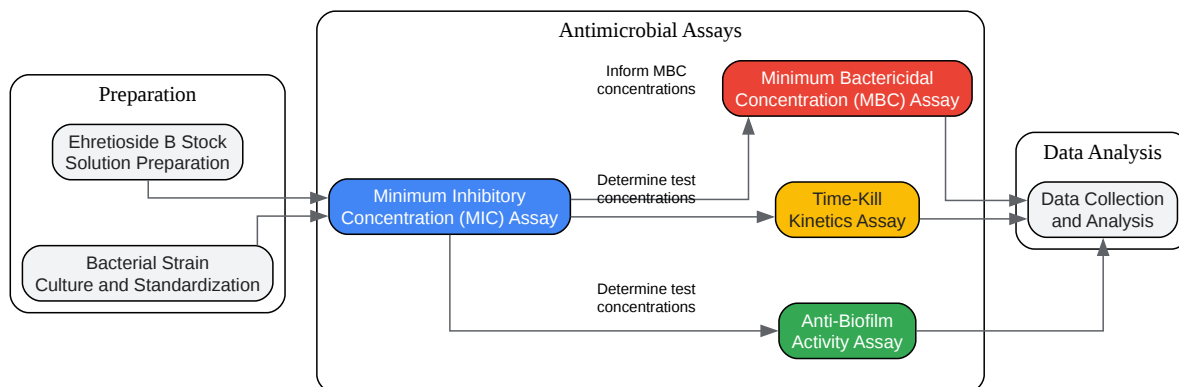 Antimicrobial Assays
Preparation
Ehretioside B Stock
Solution Preparation
Bacterial Strain
Culture and Standardization
Minimum Inhibitory
Concentration (MIC) Assay
Inform MBC
concentrations
Minimum Bactericidal
Concentration (MBC) Assay
Determine test
concentrations
Time-Kill
Kinetics Assay
Determine test
concentrations
Anti-Biofilm
Activity Assay
Data Analysis
Data Collection
and Analysis